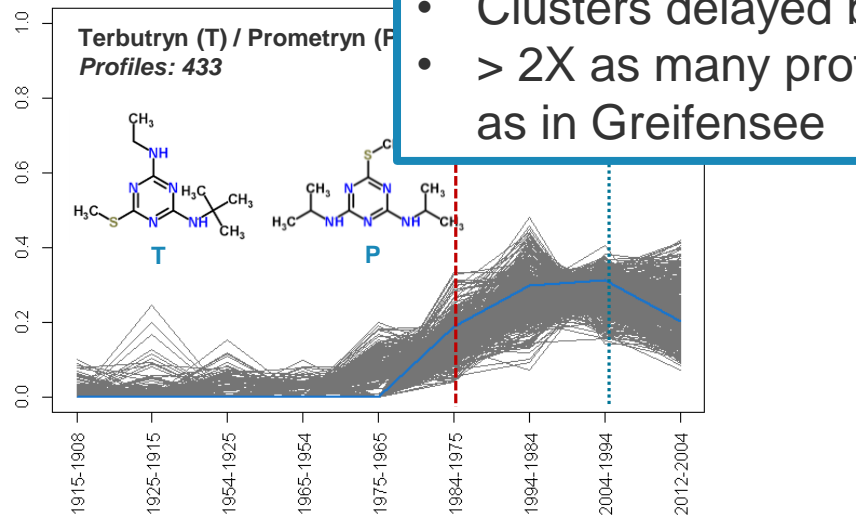 Clusters delayed
• > 2X as many
as in Greifensee
Terbutryn (T) / Prometryn
Profiles: 433
CH3
NH
N
N
N
H3C
S
NH
H3C
CH3
CH3
T
S
N
N
N
CH3
H3C
NH
NH
CH3
CH3
P
1.0
0.8
0.6
0.4
0.2
0.0
1915-1908
1925-1915
1954-1925
1965-1954
1975-1965
1984-1975
1994-1984
2004-1994
2012-2004